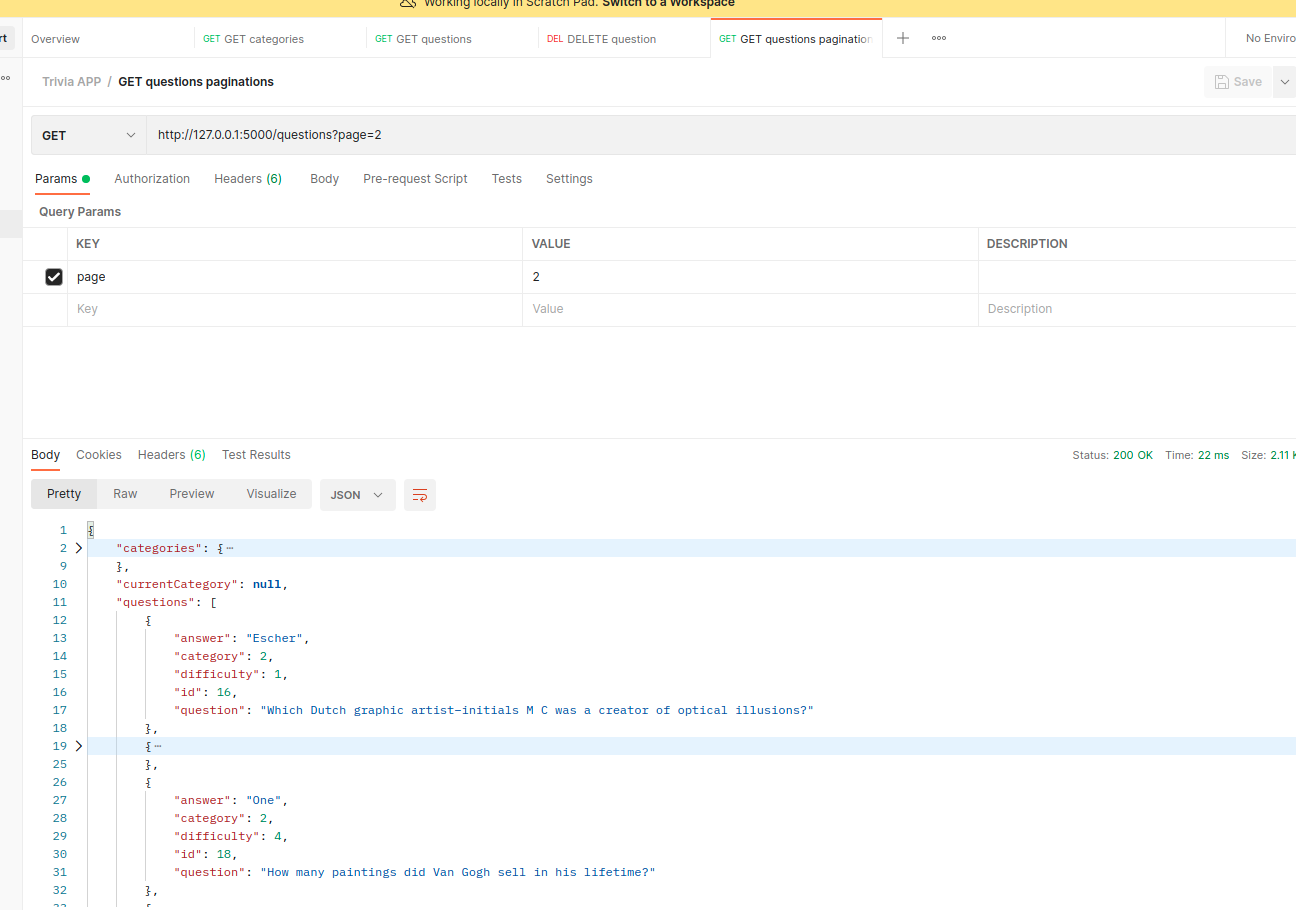 Working locally in Scratch Pad. Switch to a Workspace
rt Overview GET GET categories GET GET questions DEL DELETE question GET GET questions pagination No Enviro
Trivia APP / GET questions paginations Save
GET http://127.0.0.1:5000/questions?page=2
Params Authorization Headers (6) Body Pre-request Script Tests Settings
Query Params
KEY VALUE DESCRIPTION
page 2
Key Value Description
Body Cookies Headers (6) Test Results Status: 200 OK Time: 22 ms Size: 2.11 K
Pretty Raw Preview Visualize JSON
1 {
2 "categories": {⋯
9 },
10 "currentCategory": null,
11 "questions": [
12 {
13 "answer": "Escher",
14 "category": 2,
15 "difficulty": 1,
16 "id": 16,
17 "question": "Which Dutch graphic artist–initials M C was a creator of optical illusions?"
18 },
19 {⋯
25 },
26 {
27 "answer": "One",
28 "category": 2,
29 "difficulty": 4,
30 "id": 18,
31 "question": "How many paintings did Van Gogh sell in his lifetime?"
32 },